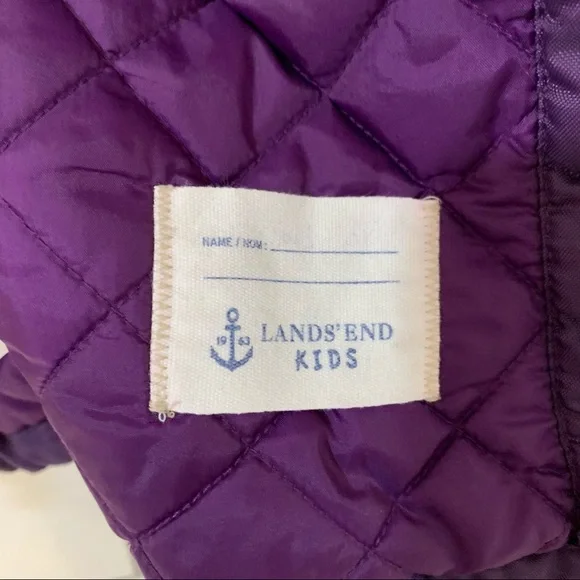 NAME / NOM:
19 63
LANDS' END
KIDS